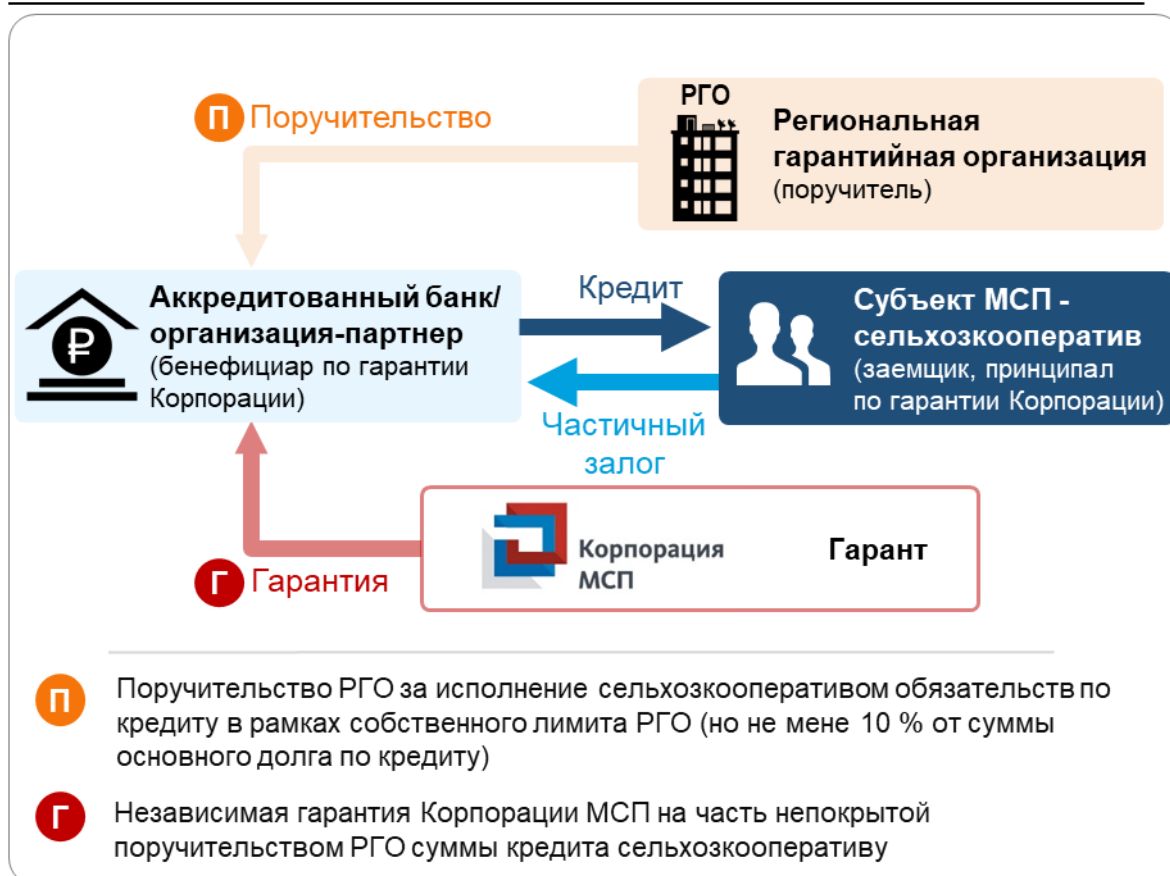 РГО
П Поручительство
Региональная
гарантийная организация
(поручитель)
₽
Аккредитованный банк/
организация-партнер
(бенефициар по гарантии
Корпорации)
Кредит
Субъект МСП -
сельхозкооператив
(заемщик, принципал
по гарантии Корпорации)
Частичный
залог
Корпорация
МСП
Гарант
Г Гарантия
П
Поручительство РГО за исполнение сельхозкооперативом обязательств по
кредиту в рамках собственного лимита РГО (но не мене 10 % от суммы
основного долга по кредиту)
Г
Независимая гарантия Корпорации МСП на часть непокрытой
поручительством РГО суммы кредита сельхозкооперативу